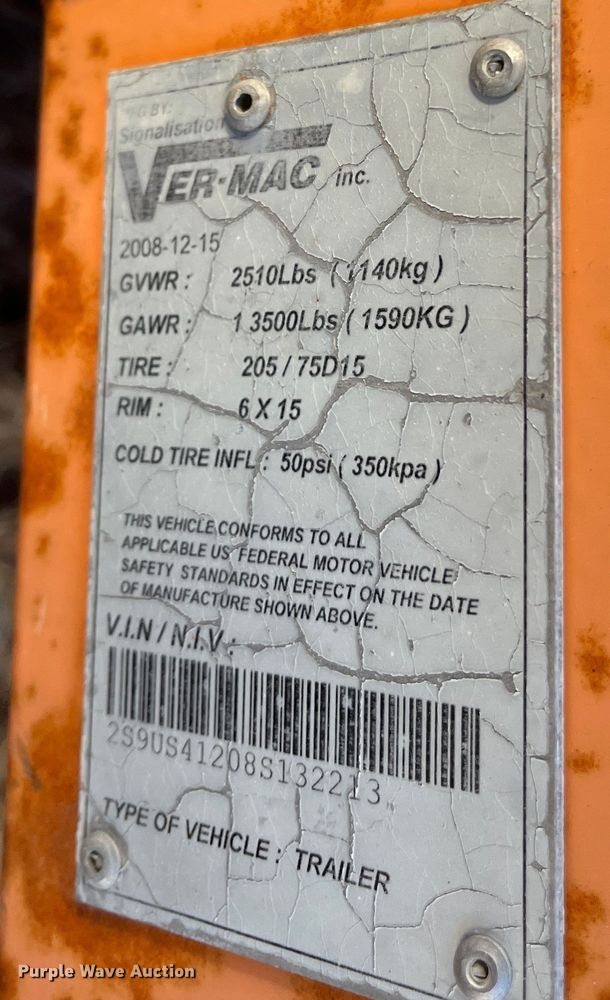 BY:
Signalisation
VER-MAC inc.
2008-12-15
GVWR : 2510Lbs (1140kg)
GAWR : 1 3500Lbs (1590KG)
TIRE : 205 / 75D15
RIM : 6 X 15
COLD TIRE INFL : 50psi (350kpa)
THIS VEHICLE CONFORMS TO ALL
APPLICABLE US FEDERAL MOTOR VEHICLE
SAFETY STANDARDS IN EFFECT ON THE DATE
OF MANUFACTURE SHOWN ABOVE.
V.I.N / N.I.V :
2S9US41208S132213
TYPE OF VEHICLE : TRAILER
Purple Wave Auction